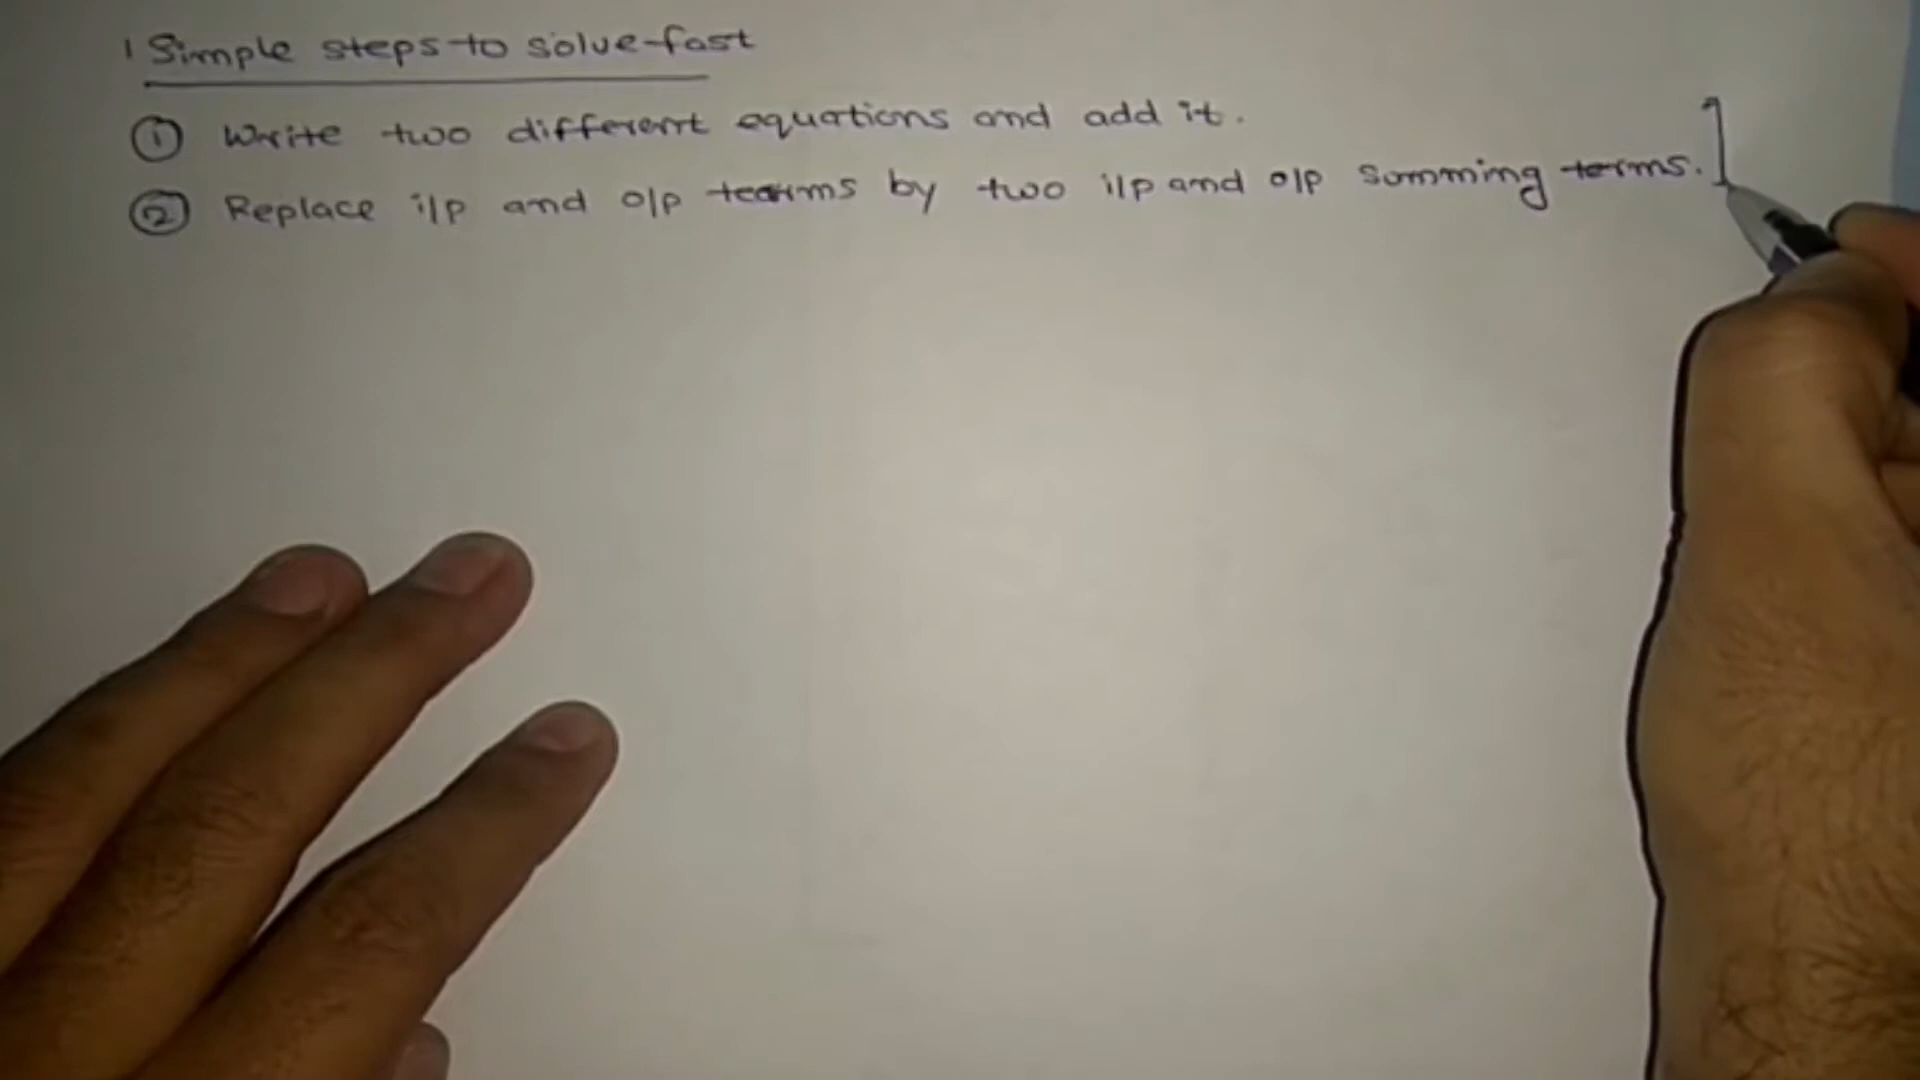 Simple steps to solve fast
① Write two different equations and add it.
② Replace i/p and o/p terms by two i/p and o/p summing terms.